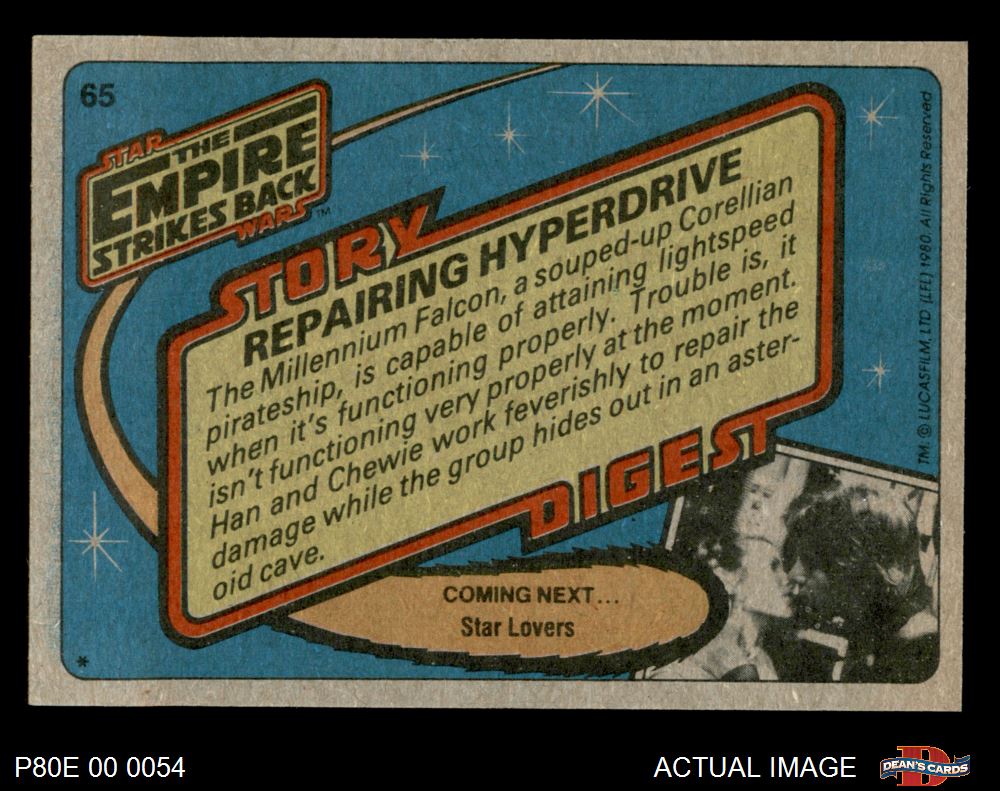 65
STAR
THE
EMPIRE
STRIKES BACK
WARS™
STORY
REPAIRING HYPERDRIVE
The Millennium Falcon, a souped-up Corellian
pirateship, is capable of attaining lightspeed
when it's functioning properly. Trouble is, it
isn't functioning very properly at the moment.
Han and Chewie work feverishly to repair the
damage while the group hides out in an aster-
oid cave.
DIGEST
COMING NEXT...
Star Lovers
*
TM: © LUCASFILM, LTD (LFL) 1980. All Rights Reserved
P80E 00 0054
ACTUAL IMAGE
D
DEAN'S CARDS